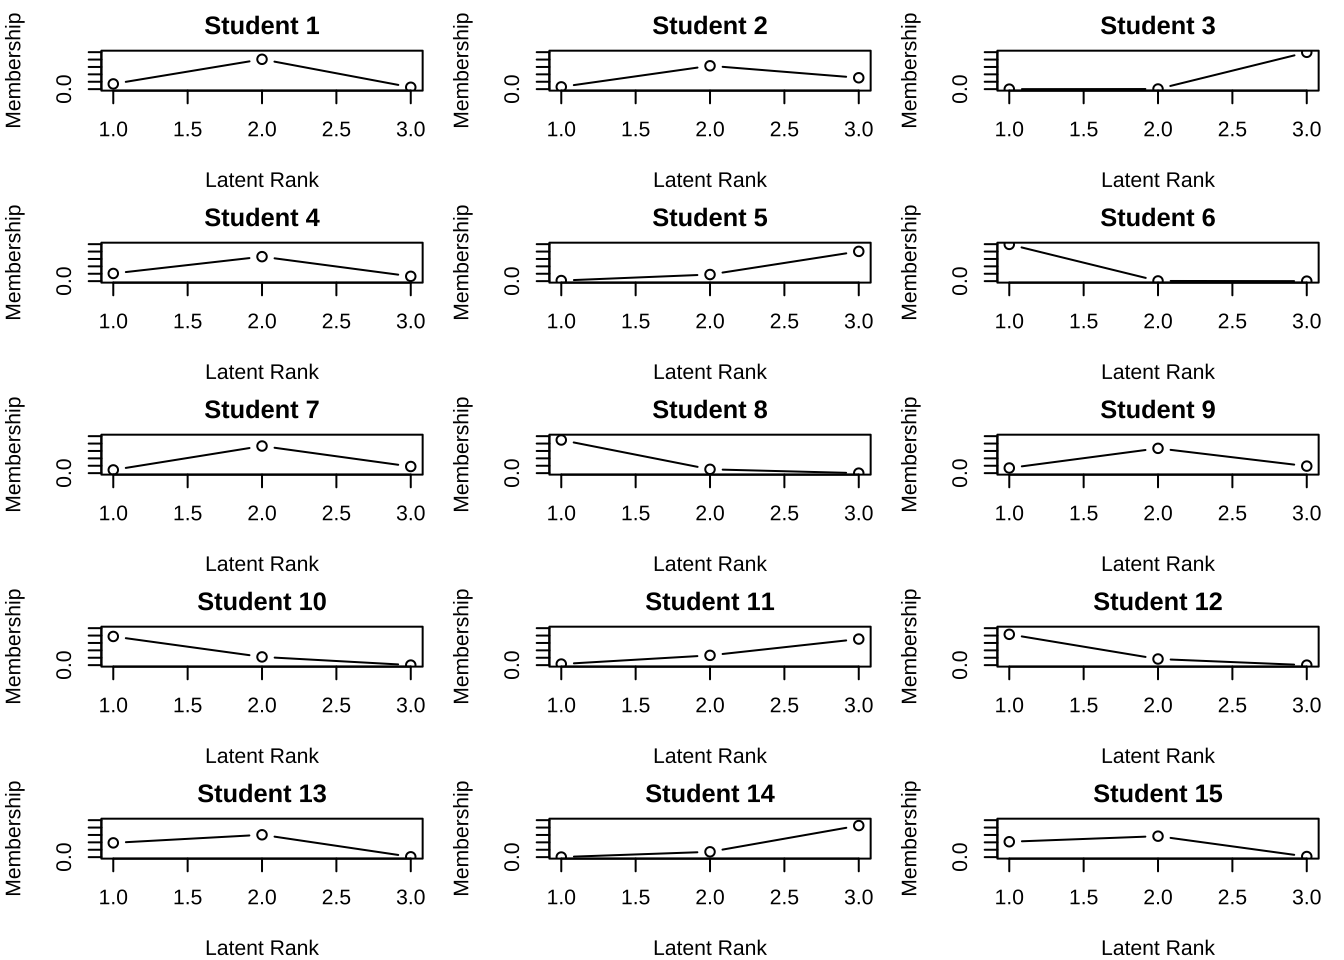 Student 1
Membership
0.0
1.0 1.5 2.0 2.5 3.0
Latent Rank
Student 2
Membership
0.0
1.0 1.5 2.0 2.5 3.0
Latent Rank
Student 3
Membership
0.0
1.0 1.5 2.0 2.5 3.0
Latent Rank
Student 4
Membership
0.0
1.0 1.5 2.0 2.5 3.0
Latent Rank
Student 5
Membership
0.0
1.0 1.5 2.0 2.5 3.0
Latent Rank
Student 6
Membership
0.0
1.0 1.5 2.0 2.5 3.0
Latent Rank
Student 7
Membership
0.0
1.0 1.5 2.0 2.5 3.0
Latent Rank
Student 8
Membership
0.0
1.0 1.5 2.0 2.5 3.0
Latent Rank
Student 9
Membership
0.0
1.0 1.5 2.0 2.5 3.0
Latent Rank
Student 10
Membership
0.0
1.0 1.5 2.0 2.5 3.0
Latent Rank
Student 11
Membership
0.0
1.0 1.5 2.0 2.5 3.0
Latent Rank
Student 12
Membership
0.0
1.0 1.5 2.0 2.5 3.0
Latent Rank
Student 13
Membership
0.0
1.0 1.5 2.0 2.5 3.0
Latent Rank
Student 14
Membership
0.0
1.0 1.5 2.0 2.5 3.0
Latent Rank
Student 15
Membership
0.0
1.0 1.5 2.0 2.5 3.0
Latent Rank